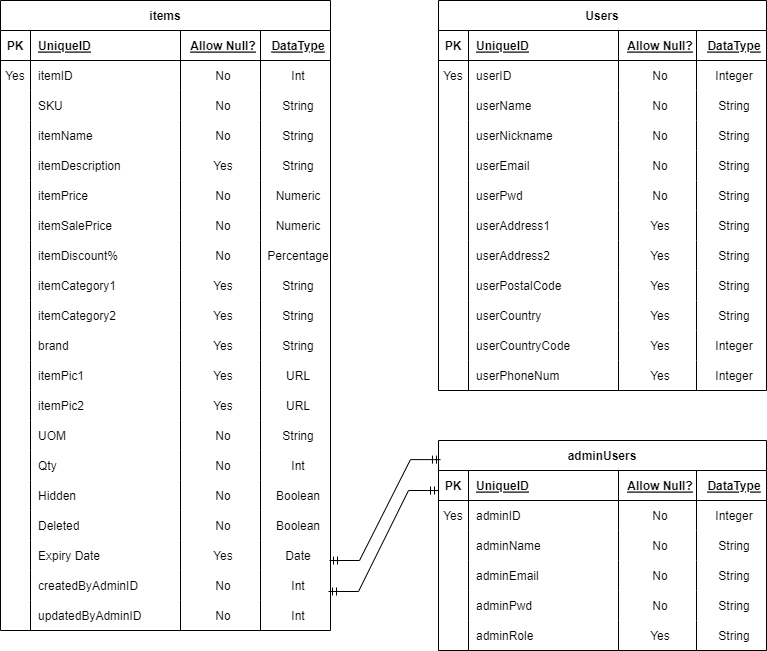 items
PK UniqueID Allow Null? DataType
Yes itemID No Int
SKU No String
itemName No String
itemDescription Yes String
itemPrice No Numeric
itemSalePrice No Numeric
itemDiscount% No Percentage
itemCategory1 Yes String
itemCategory2 Yes String
brand Yes String
itemPic1 Yes URL
itemPic2 Yes URL
UOM No String
Qty No Int
Hidden No Boolean
Deleted No Boolean
Expiry Date Yes Date
createdByAdminID No Int
updatedByAdminID No Int
Users
PK UniqueID Allow Null? DataType
Yes userID No Integer
userName No String
userNickname No String
userEmail No String
userPwd No String
userAddress1 Yes String
userAddress2 Yes String
userPostalCode Yes String
userCountry Yes String
userCountryCode Yes Integer
userPhoneNum Yes Integer
adminUsers
PK UniqueID Allow Null? DataType
Yes adminID No Integer
adminName No String
adminEmail No String
adminPwd No String
adminRole Yes String